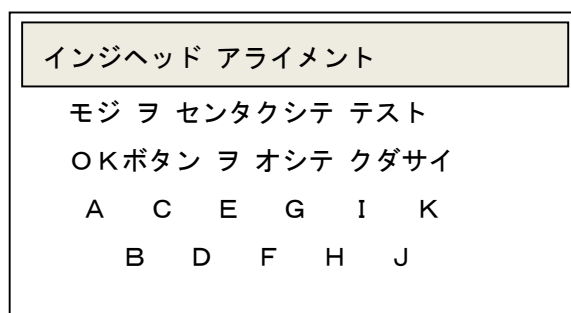 インジヘッド アライメント
モジ ヲ センタクシテ テスト
ＯＫボタン ヲ オシテ クダサイ
Ａ Ｃ Ｅ Ｇ Ｉ Ｋ
Ｂ Ｄ Ｆ Ｈ Ｊ